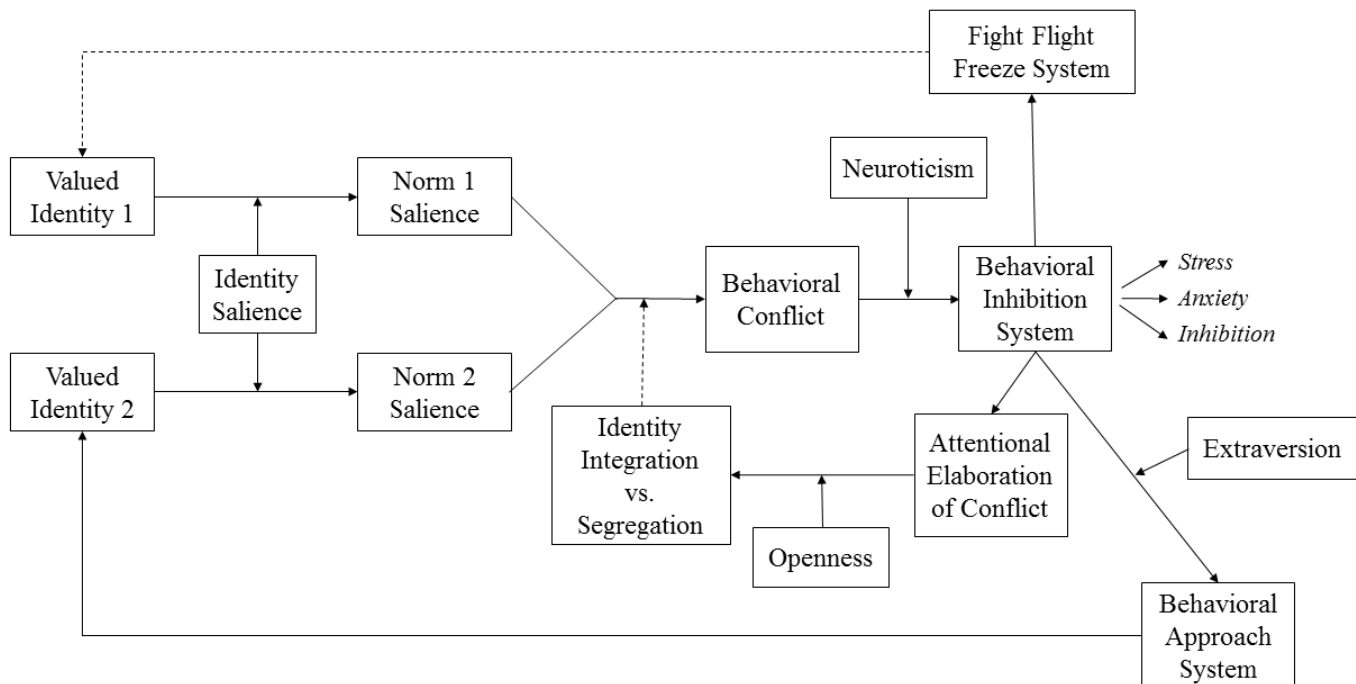 Fight Flight
Freeze System
Neuroticism
Valued
Identity 1
Norm 1
Salience
Identity
Salience
Behavioral
Conflict
Behavioral
Inhibition
System
Stress
Anxiety
Inhibition
Valued
Identity 2
Norm 2
Salience
Identity
Integration
vs.
Segregation
Attentional
Elaboration
of Conflict
Extraversion
Openness
Behavioral
Approach
System